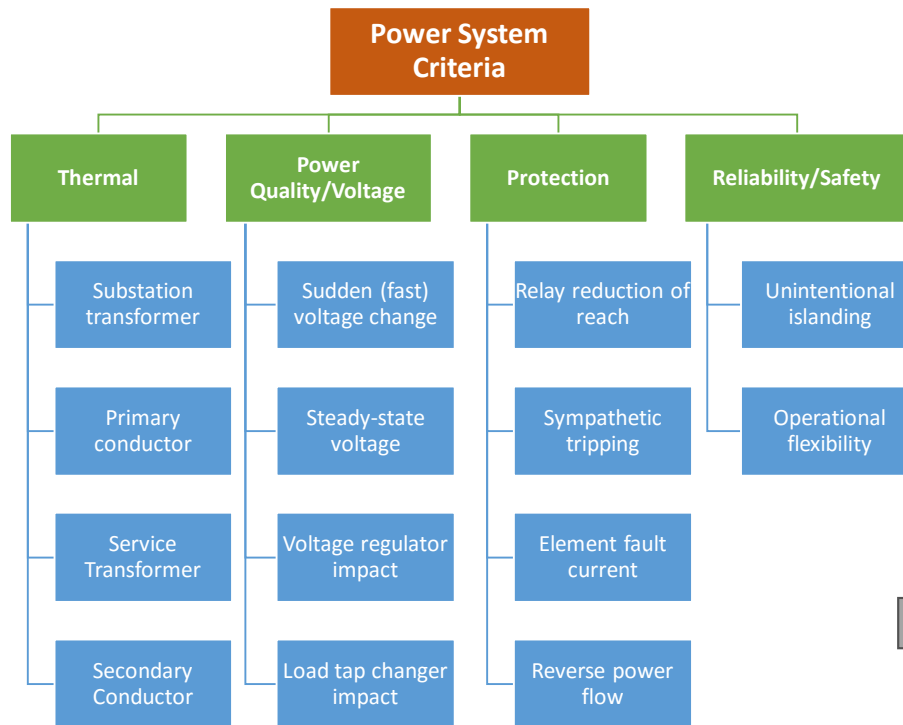 Power System
Criteria
Thermal
Power
Quality/Voltage
Protection
Reliability/Safety
Substation
transformer
Sudden (fast)
voltage change
Relay reduction of
reach
Unintentional
islanding
Primary
conductor
Steady-state
voltage
Sympathetic
tripping
Operational
flexibility
Service
Transformer
Voltage regulator
impact
Element fault
current
Secondary
Conductor
Load tap changer
impact
Reverse power
flow